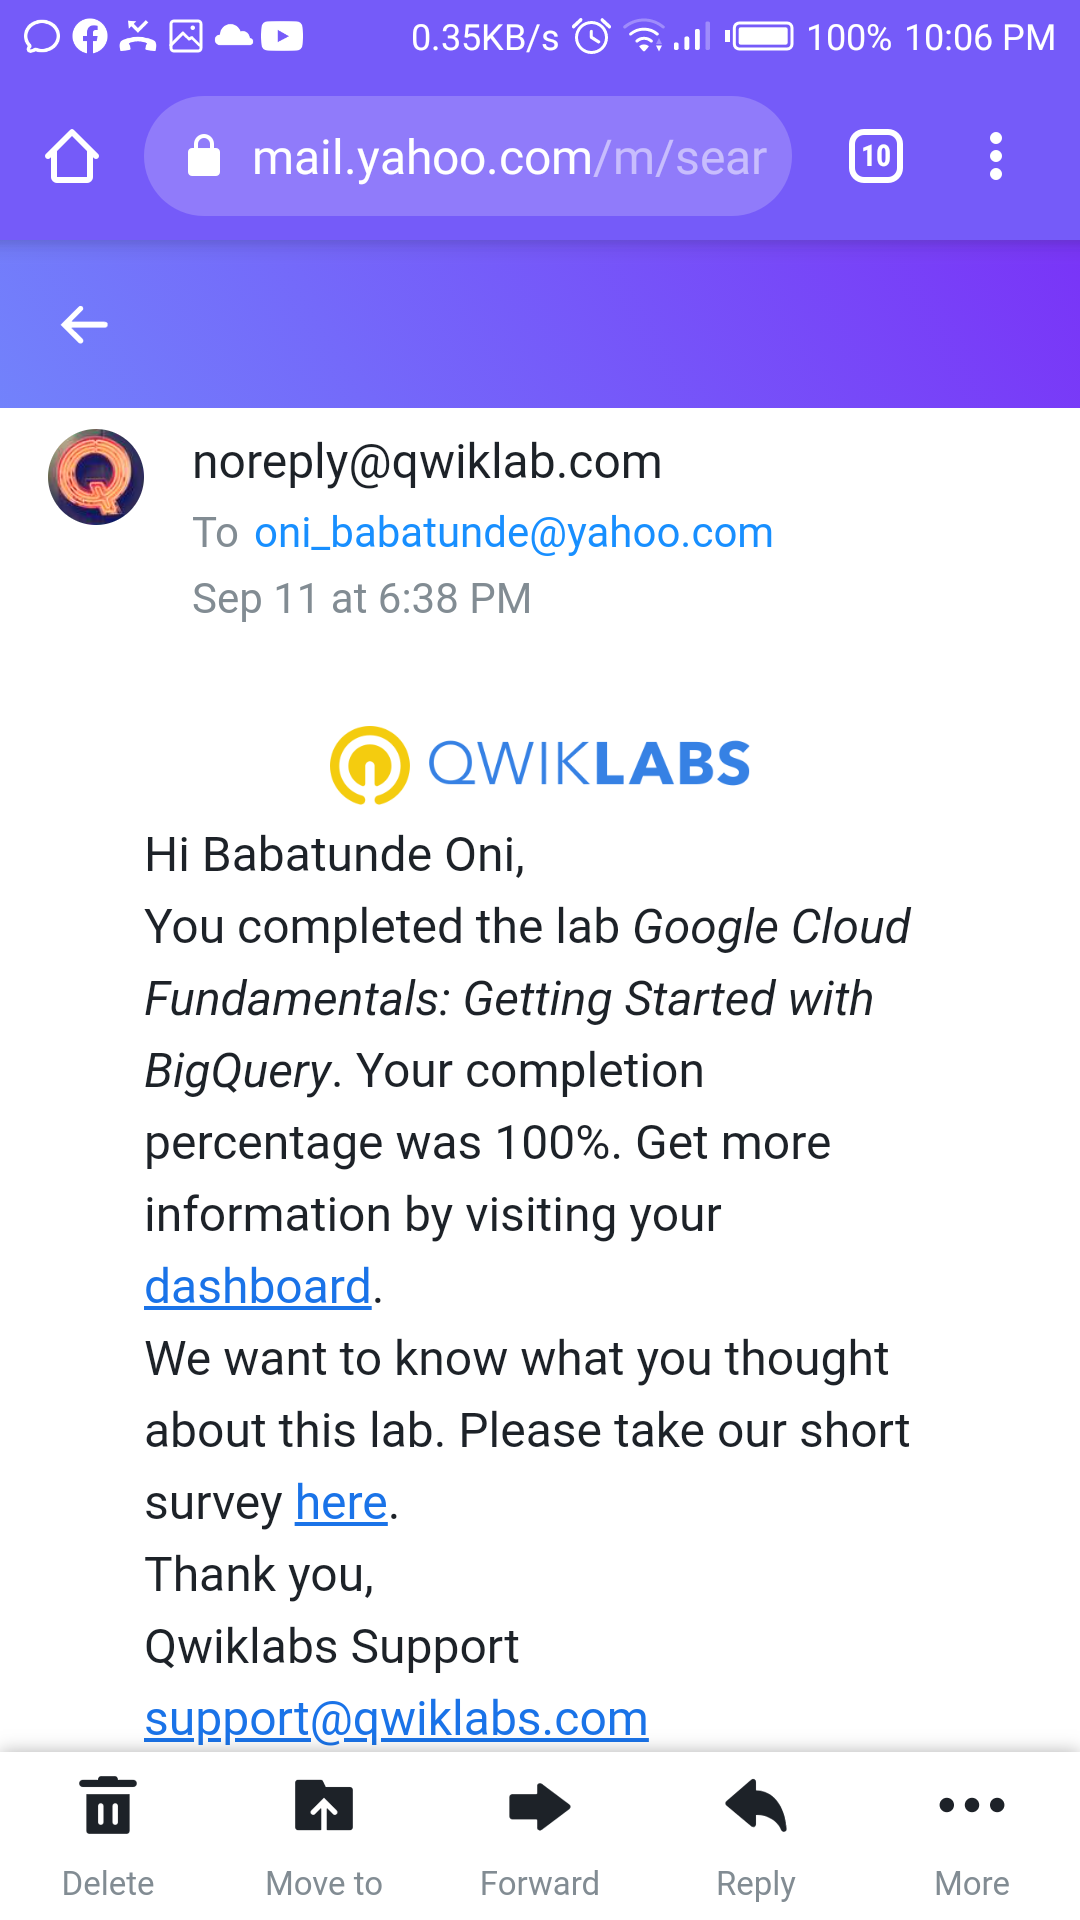 0.35KB/s 100% 10:06 PM
mail.yahoo.com/m/sear 10
noreply@qwiklab.com
To oni_babatunde@yahoo.com
Sep 11 at 6:38 PM
QWIKLABS
Hi Babatunde Oni,
You completed the lab Google Cloud
Fundamentals: Getting Started with
BigQuery. Your completion
percentage was 100%. Get more
information by visiting your
dashboard.
We want to know what you thought
about this lab. Please take our short
survey here.
Thank you,
Qwiklabs Support
support@qwiklabs.com
Delete Move to Forward Reply More